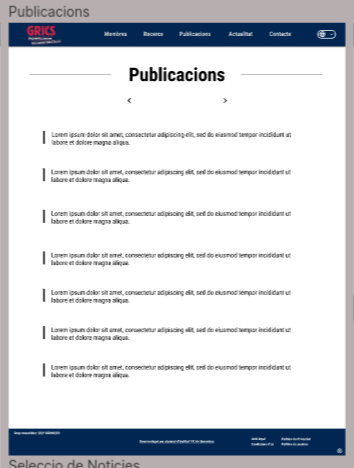 Publicacions
GRICS
Membres Recerca Publicacions Actualitat Contacte
Publicacions
< >
Lorem ipsum dolor sit amet, consectetur adipiscing elit, sed do eiusmod tempor incididunt ut
labore et dolore magna aliqua.
Lorem ipsum dolor sit amet, consectetur adipiscing elit, sed do eiusmod tempor incididunt ut
labore et dolore magna aliqua.
Lorem ipsum dolor sit amet, consectetur adipiscing elit, sed do eiusmod tempor incididunt ut
labore et dolore magna aliqua.
Lorem ipsum dolor sit amet, consectetur adipiscing elit, sed do eiusmod tempor incididunt ut
labore et dolore magna aliqua.
Lorem ipsum dolor sit amet, consectetur adipiscing elit, sed do eiusmod tempor incididunt ut
labore et dolore magna aliqua.
Lorem ipsum dolor sit amet, consectetur adipiscing elit, sed do eiusmod tempor incididunt ut
labore et dolore magna aliqua.
Lorem ipsum dolor sit amet, consectetur adipiscing elit, sed do eiusmod tempor incididunt ut
labore et dolore magna aliqua.
Seleccio de Noticies